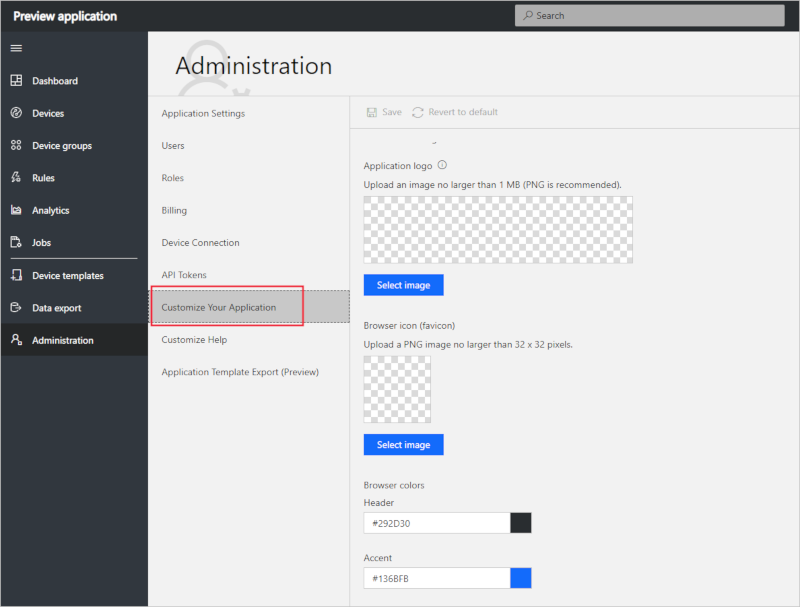 Preview application
Search
Administration
Dashboard
Devices
Device groups
Rules
Analytics
Jobs
Device templates
Data export
Administration
Application Settings
Users
Roles
Billing
Device Connection
API Tokens
Customize Your Application
Customize Help
Application Template Export (Preview)
Save
Revert to default
Application logo
Upload an image no larger than 1 MB (PNG is recommended).
Select image
Browser icon (favicon)
Upload a PNG image no larger than 32 x 32 pixels.
Select image
Browser colors
Header
#292D30
Accent
#136BFB